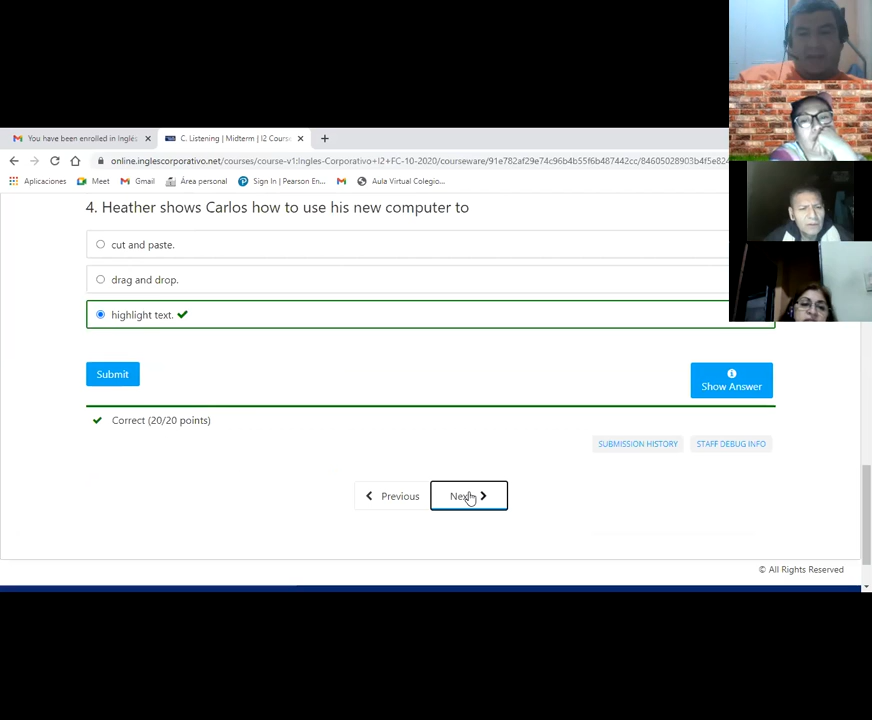 You have been enrolled in Inglés
C. Listening | Midterm | I2 Cours
online.inglescorporativo.net/courses/course-v1:Ingles-Corporativo+I2+FC-10-2020/courseware/91e782af29e74c96b4b55f6b487442cc/84605028903b4f5e824
Aplicaciones Meet Gmail Área personal Sign In | Pearson En... Aula Virtual Colegio...
4. Heather shows Carlos how to use his new computer to
cut and paste.
drag and drop.
highlight text.
Submit
Show Answer
Correct (20/20 points)
SUBMISSION HISTORY STAFF DEBUG INFO
Previous Next
© All Rights Reserved